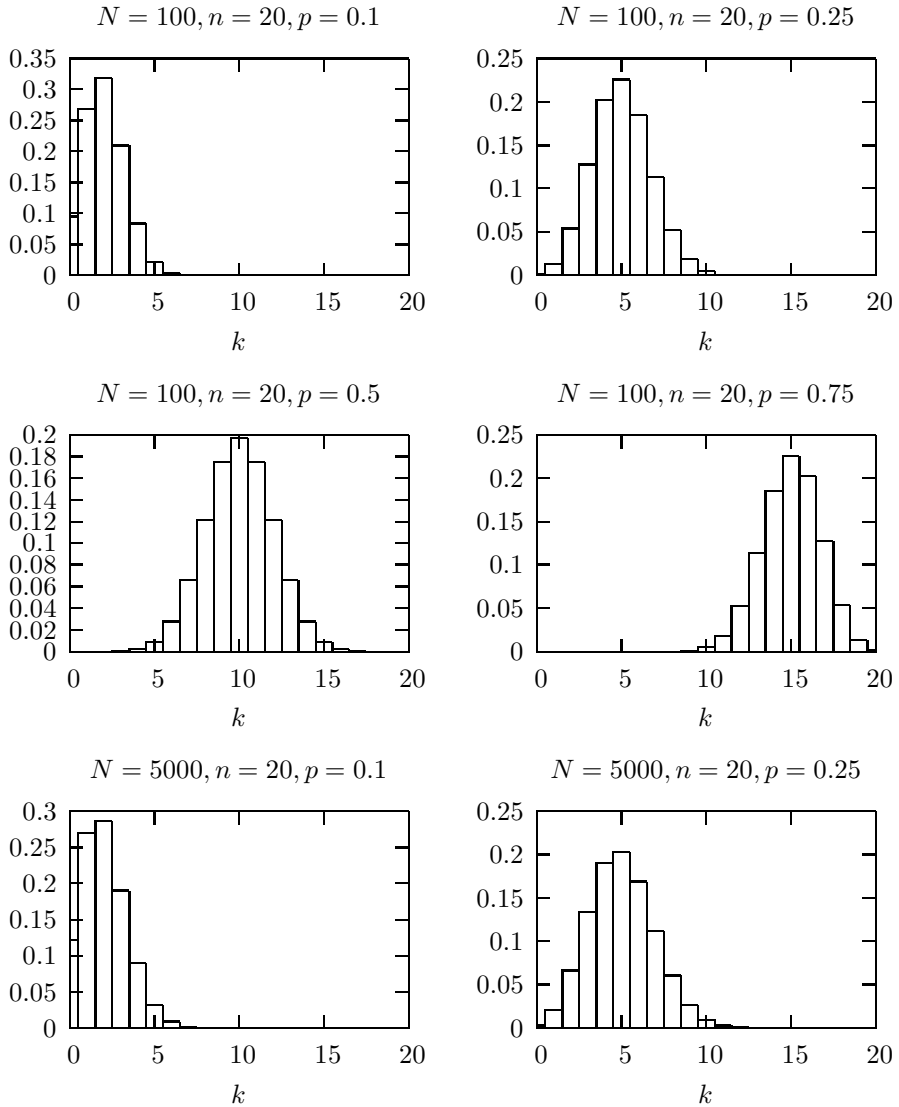 N = 100, n = 20, p = 0.1
0.35
0.3
0.25
0.2
0.15
0.1
0.05
0
0 5 10 15 20
k
N = 100, n = 20, p = 0.25
0.25
0.2
0.15
0.1
0.05
0
0 5 10 15 20
k
N = 100, n = 20, p = 0.5
0.2
0.18
0.16
0.14
0.12
0.1
0.08
0.06
0.04
0.02
0
0 5 10 15 20
k
N = 100, n = 20, p = 0.75
0.25
0.2
0.15
0.1
0.05
0
0 5 10 15 20
k
N = 5000, n = 20, p = 0.1
0.3
0.25
0.2
0.15
0.1
0.05
0
0 5 10 15 20
k
N = 5000, n = 20, p = 0.25
0.25
0.2
0.15
0.1
0.05
0
0 5 10 15 20
k